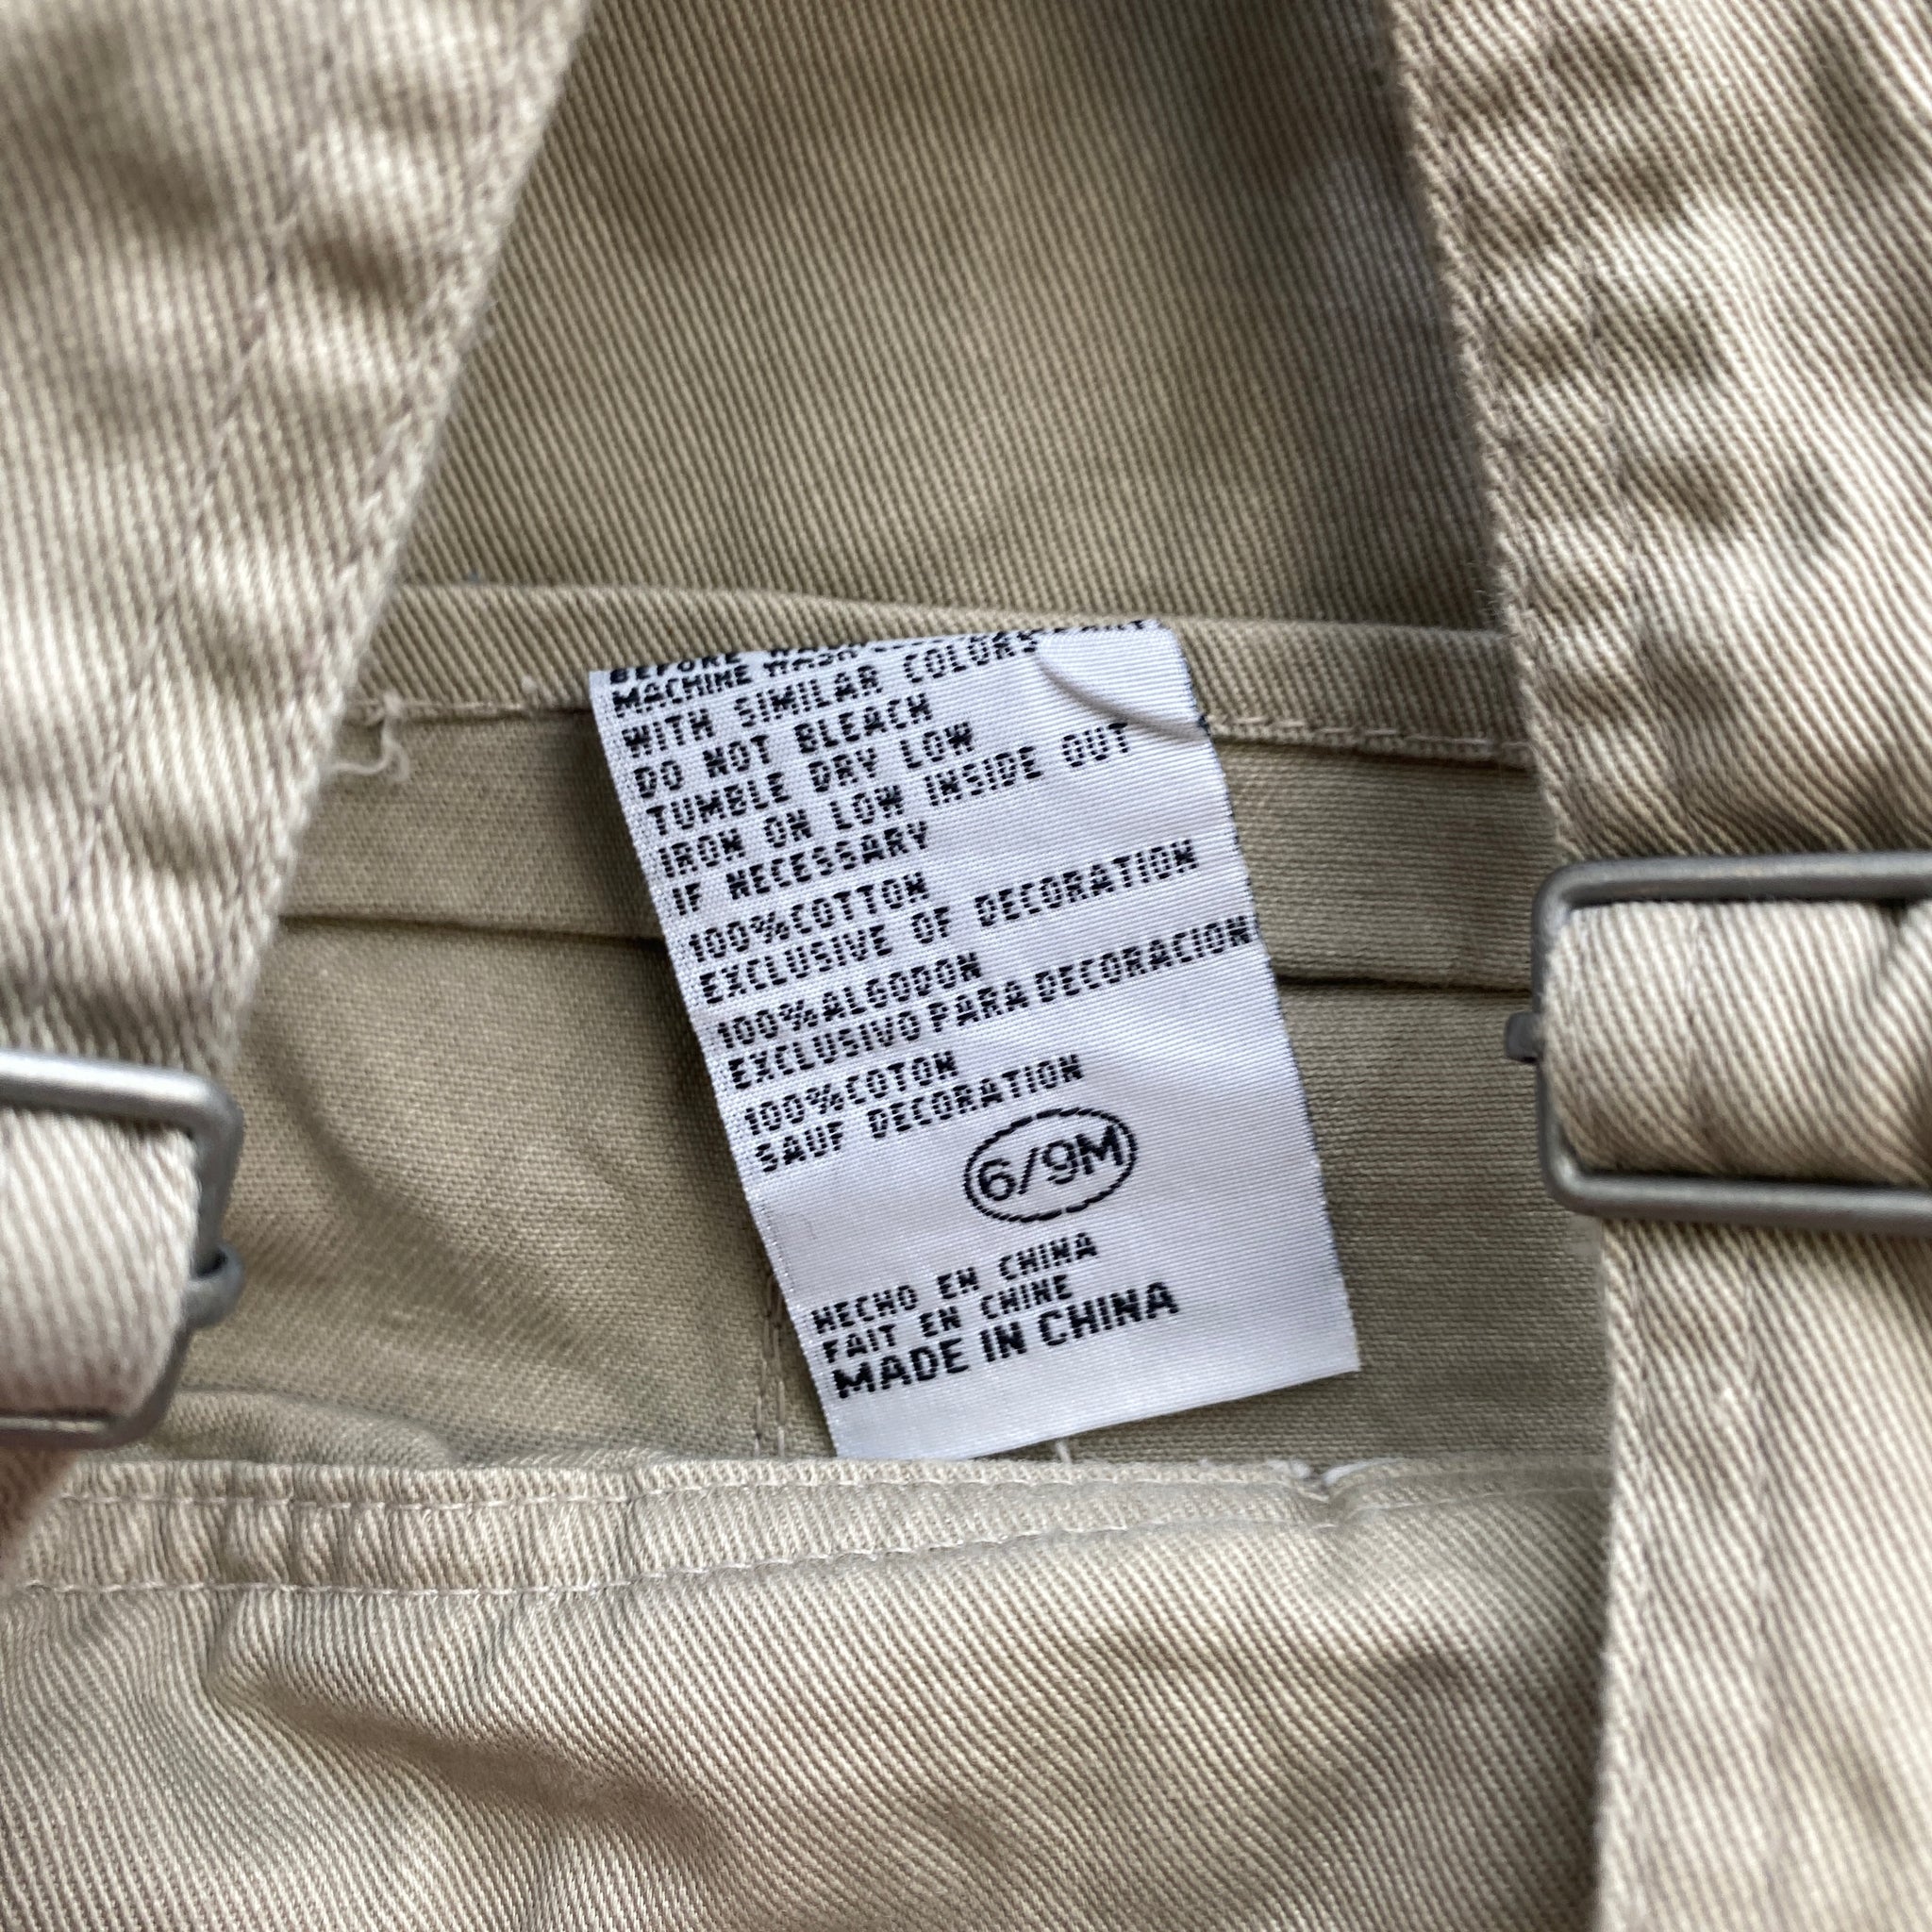 BEFORE
MACHINE WASH
WITH SIMILAR COLORS
DO NOT BLEACH
TUMBLE DRY LOW
IRON ON LOW INSIDE OUT
IF NECESSARY
100%COTTON
EXCLUSIVE OF DECORATION
100%ALGODON
EXCLUSIVO PARA DECORACION
100%COTON
SAUF DECORATION
6/9M
HECHO EN CHINA
FAIT EN CHINE
MADE IN CHINA